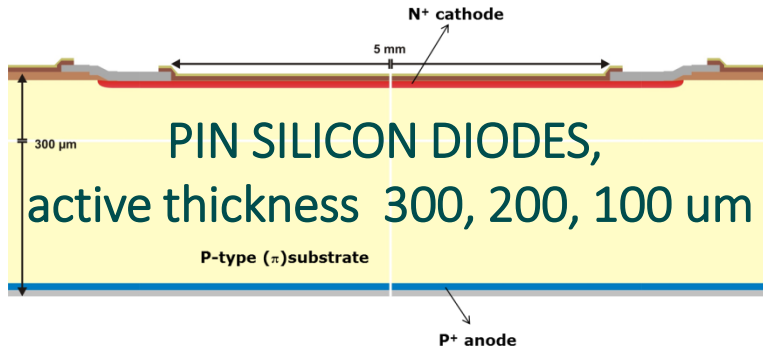 N+ cathode
5 mm
300 μm
PIN SILICON DIODES,
active thickness 300, 200, 100 um
P-type (π)substrate
P+ anode